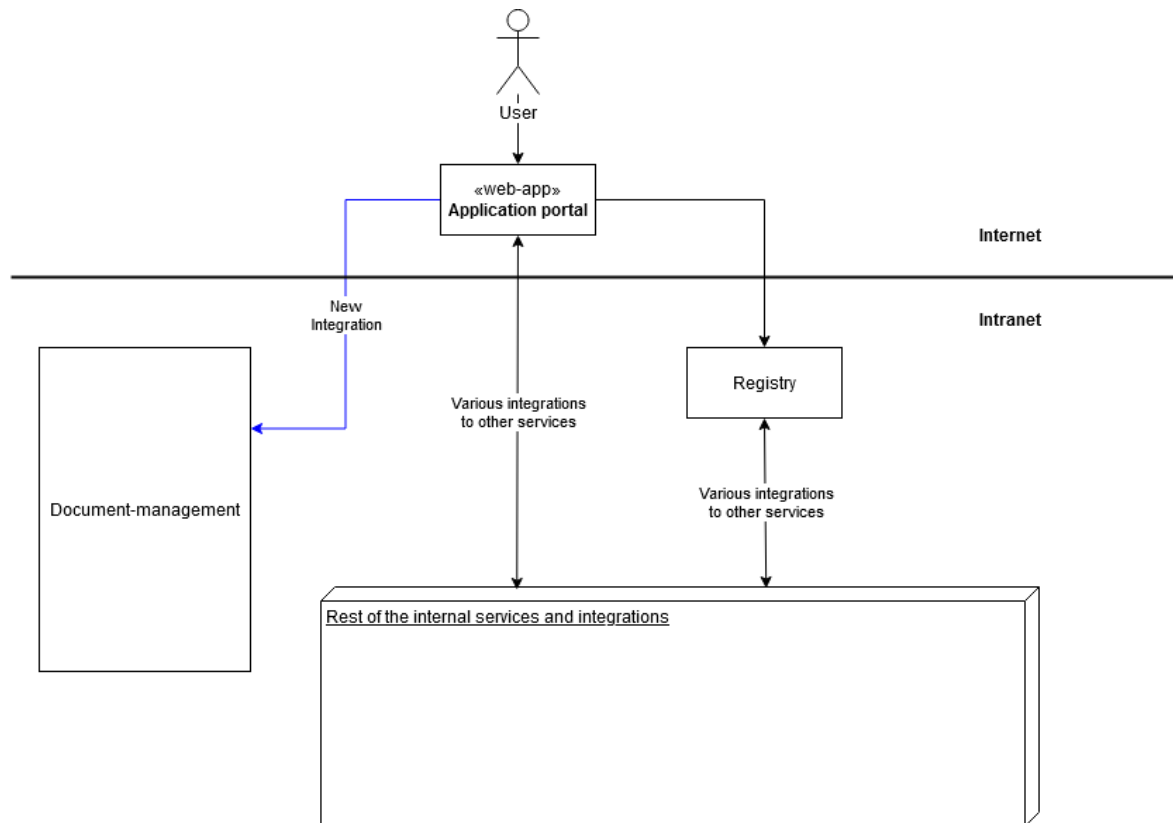 User
«web-app»
Application portal
Internet
New
Integration
Intranet
Registry
Various integrations
to other services
Various integrations
to other services
Document-management
Rest of the internal services and integrations